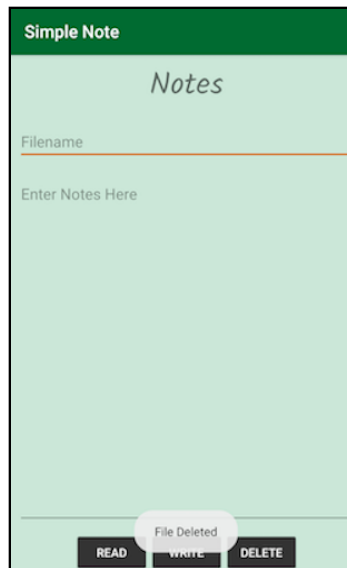 Simple Note
Notes
Filename
Enter Notes Here
File Deleted
READ WRITE DELETE